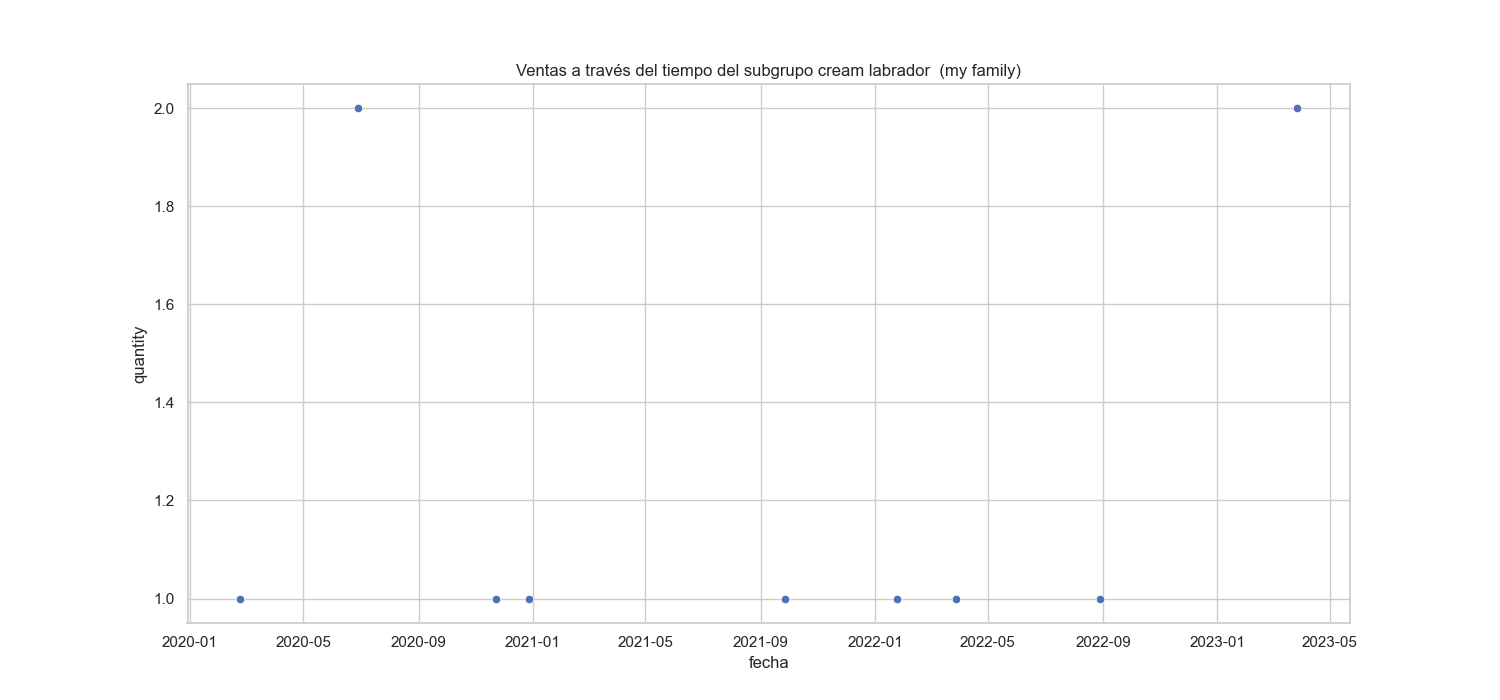 Ventas a través del tiempo del subgrupo cream labrador  (my family)
2.0
1.8
1.6
1.4
1.2
1.0
quantity
2020-01 2020-05 2020-09 2021-01 2021-05 2021-09 2022-01 2022-05 2022-09 2023-01 2023-05
fecha